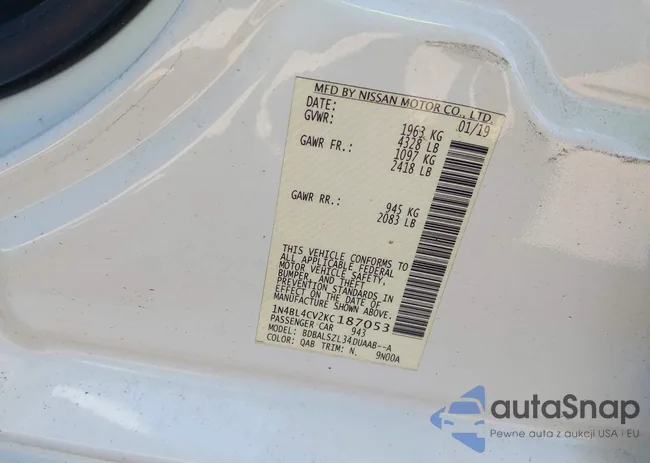 MFD BY NISSAN MOTOR CO., LTD.
DATE: 01/19
GVWR: 1963 KG
4328 LB
GAWR FR.: 1097 KG
2418 LB
GAWR RR.: 945 KG
2083 LB
THIS VEHICLE CONFORMS TO
ALL APPLICABLE FEDERAL
MOTOR VEHICLE SAFETY,
BUMPER, AND THEFT
PREVENTION STANDARDS IN
EFFECT ON THE DATE OF
MANUFACTURE SHOWN ABOVE.
1N4BL4CV2KC187053
PASSENGER CAR 943
MODEL: BDBALSZL34DUAAB--A
COLOR: QAB TRIM: N. 9N00A
autaSnap
Pewne auta z aukcji USA i EU